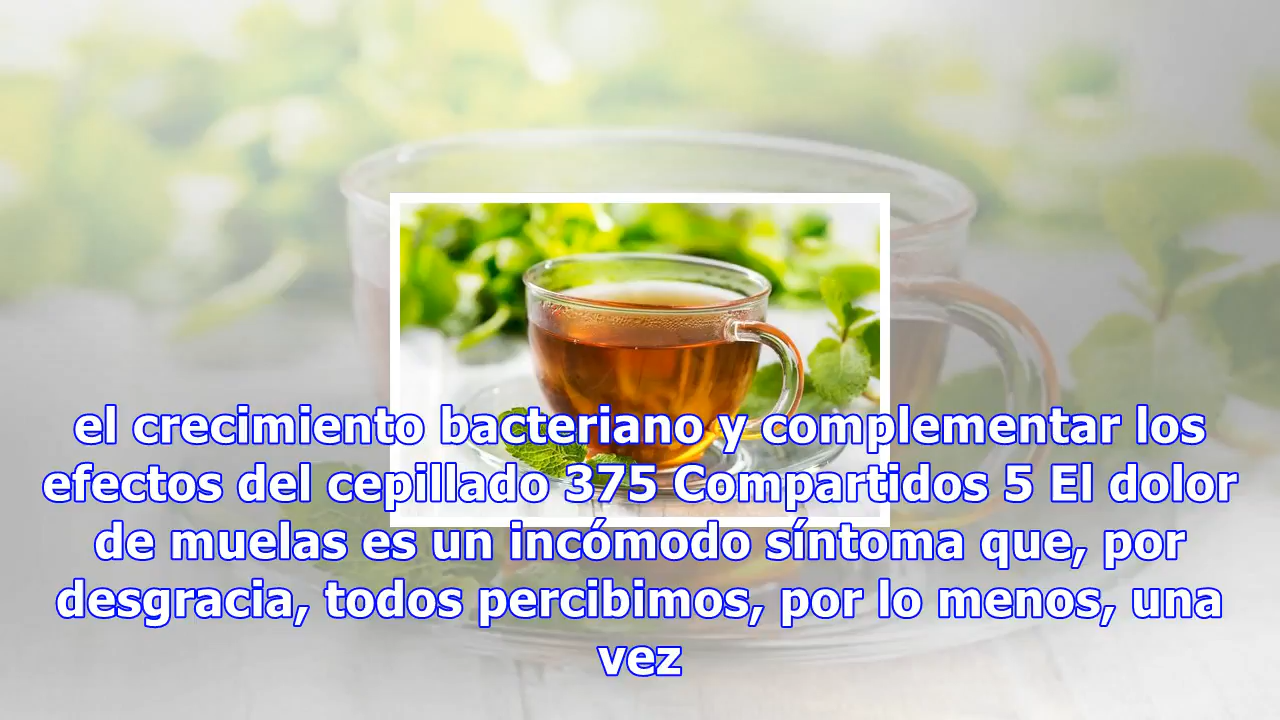 el crecimiento bacteriano y complementar los
efectos del cepillado 375 Compartidos 5 El dolor
de muelas es un incómodo síntoma que, por
desgracia, todos percibimos, por lo menos, una
vez